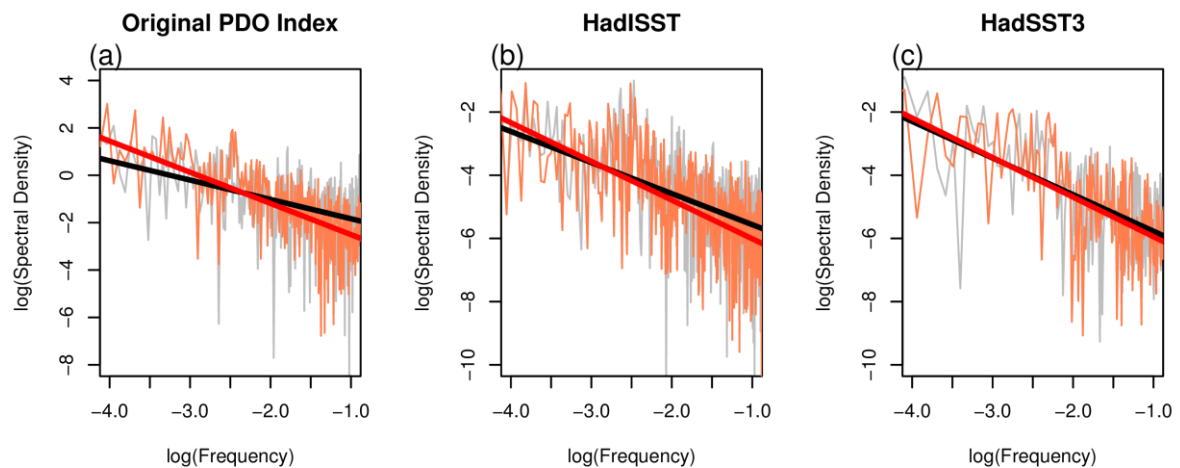 Original PDO Index
(a)
4
2
0
−2
−4
−6
−8
log(Spectral Density)
−4.0 −3.0 −2.0 −1.0
log(Frequency)
HadISST
(b)
−2
−4
−6
−8
−10
log(Spectral Density)
−4.0 −3.0 −2.0 −1.0
log(Frequency)
HadSST3
(c)
−2
−4
−6
−8
−10
log(Spectral Density)
−4.0 −3.0 −2.0 −1.0
log(Frequency)